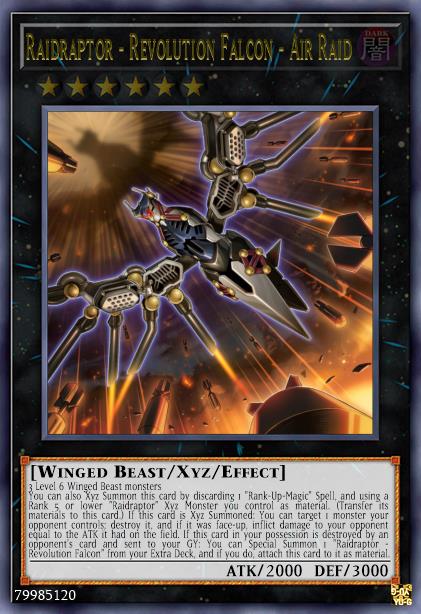 Raidraptor - Revolution Falcon - Air Raid
DARK
闇
[Winged Beast/Xyz/Effect]
3 Level 6 Winged Beast monsters
You can also Xyz Summon this card by discarding 1 "Rank-Up-Magic" Spell, and using a
Rank 5 or lower "Raidraptor" Xyz Monster you control as material. (Transfer its
materials to this card.) If this card is Xyz Summoned: You can target 1 monster your
opponent controls; destroy it, and if it was face-up, inflict damage to your opponent
equal to the ATK it had on the field. If this card in your possession is destroyed by an
opponent's card and sent to your GY: You can Special Summon 1 "Raidraptor -
Revolution Falcon" from your Extra Deck, and if you do, attach this card to it as material.
ATK/2000 DEF/3000
79985120